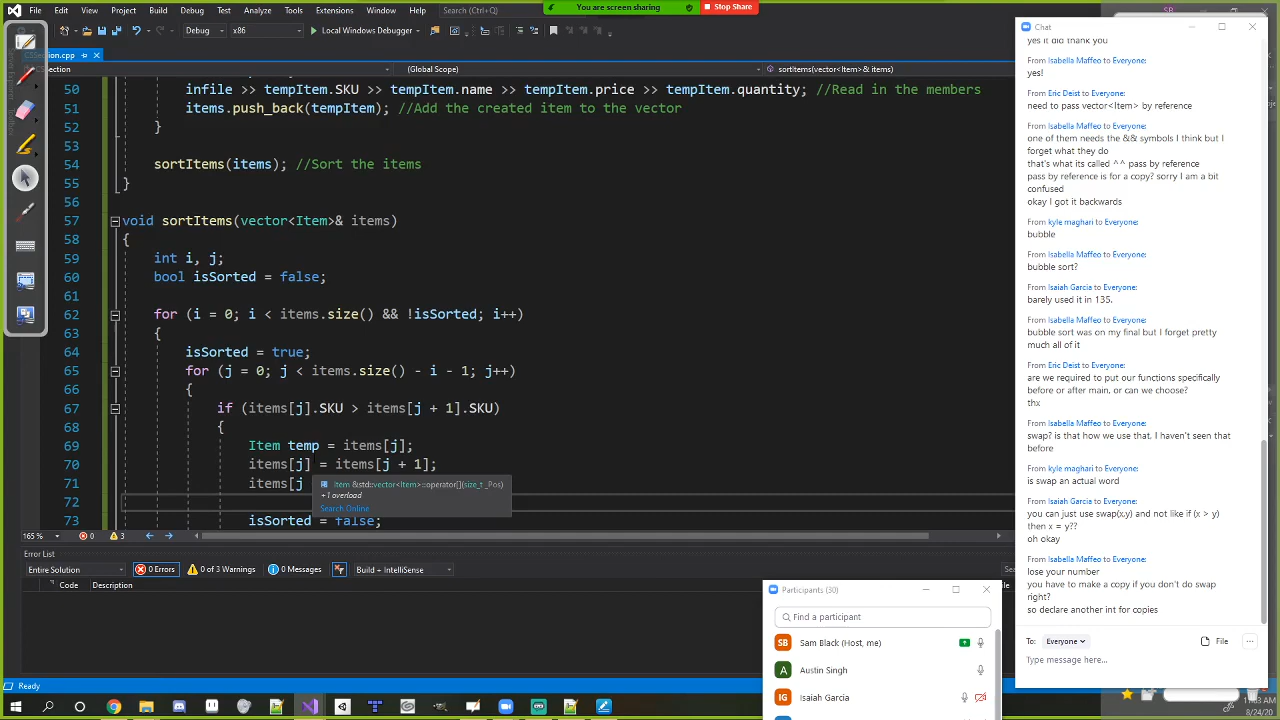 File Edit View Project Build Debug Test Analyze Tools Extensions Window Help Search (Ctrl+Q)
You are screen sharing Stop Share
Debug
(Global Scope) sortItems(vector<Item>& items)
50 infile >> tempItem.SKU >> tempItem.name >> tempItem.price >> tempItem.quantity; //Read in the members
51 items.push_back(tempItem); //Add the created item to the vector
52 }
53
54 sortItems(items); //Sort the items
55 }
56
57 void sortItems(vector<Item>& items)
58 {
59 int i, j;
60 bool isSorted = false;
61
62 for (i = 0; i < items.size() && !isSorted; i++)
63 {
64 isSorted = true;
65 for (j = 0; j < items.size() - i - 1; j++)
66 {
67 if (items[j].SKU > items[j + 1].SKU)
68 {
69 Item temp = items[j];
70 items[j] = items[j + 1];
71 items[j
72
73 isSorted = false;
Item &std::vector<Item>::operator[](size_t _Pos)
+ 1 overload
Search Online
165 % 0 3
Error List
Entire Solution 0 Errors 0 of 3 Warnings 0 Messages Build + IntelliSense
Code Description
Ready
Participants (30)
Find a participant
SB Sam Black (Host, me)
A Austin Singh
IG Isaiah Garcia
Chat
yes it did thank you
From Isabella Maffeo to Everyone:
yes!
From Eric Deist to Everyone:
need to pass vector<Item> by reference
From Isabella Maffeo to Everyone:
one of them needs the && symbols I think but I
forget what they do
that's what its called ^^ pass by reference
pass by reference is for a copy? sorry I am a bit
confused
okay I got it backwards
From kyle maghari to Everyone:
bubble
From Isabella Maffeo to Everyone:
bubble sort?
From Isaiah Garcia to Everyone:
barely used it in 135.
From Isabella Maffeo to Everyone:
bubble sort was on my final but I forget pretty
much all of it
From Eric Deist to Everyone:
are we required to put our functions specifically
before or after main, or can we choose?
thx
From Isabella Maffeo to Everyone:
swap? is that how we use that, I haven't seen that
before
From kyle maghari to Everyone:
is swap an actual word
From Isaiah Garcia to Everyone:
you can just use swap(x,y) and not like if (x > y)
then x = y??
oh okay
From Isabella Maffeo to Everyone:
lose your number
you have to make a copy if you don't do swap
right?
so declare another int for copies
To: Everyone File
Type message here...
8/24/20